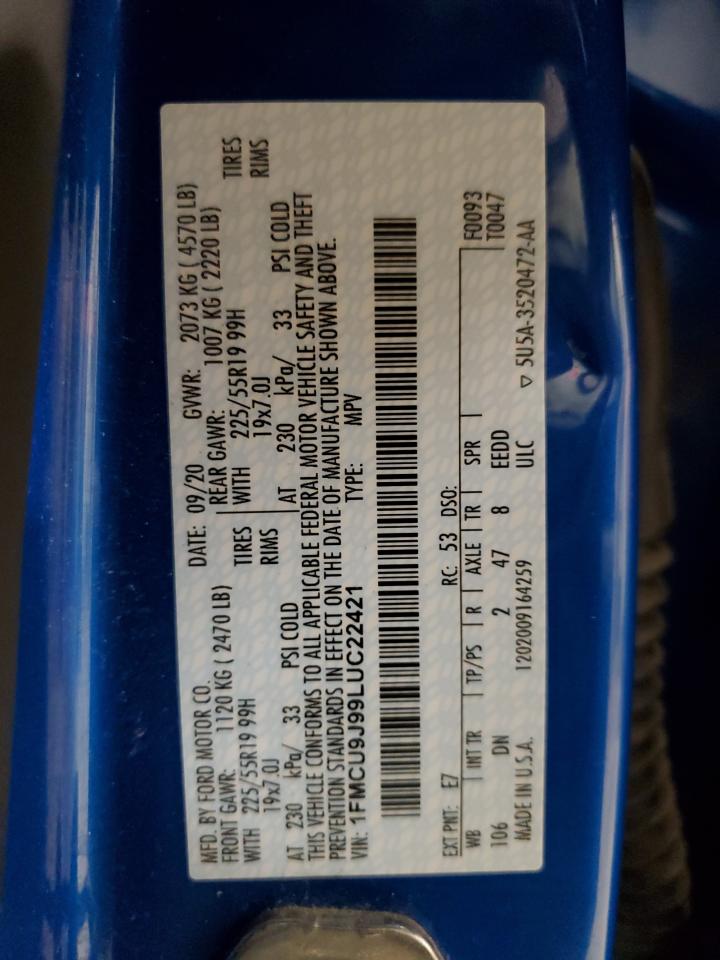 MFD. BY FORD MOTOR CO. DATE: 09/20 GVWR: 2073 KG ( 4570 LB)
FRONT GAWR: 1120 KG ( 2470 LB) REAR GAWR: 1007 KG ( 2220 LB)
WITH 225/55R19 99H TIRES WITH 225/55R19 99H TIRES
19x7.0J RIMS 19x7.0J RIMS
AT 230 kPa/ 33 PSI COLD AT 230 kPa/ 33 PSI COLD
THIS VEHICLE CONFORMS TO ALL APPLICABLE FEDERAL MOTOR VEHICLE SAFETY AND THEFT
PREVENTION STANDARDS IN EFFECT ON THE DATE OF MANUFACTURE SHOWN ABOVE.
VIN: 1FMCU9J99LUC22421 TYPE: MPV
EXT PNT: E7 RC: 53 DSO:
WB INT TR TP/PS R AXLE TR SPR F0093
106 DN 2 47 8 EEDD T0047
MADE IN U.S.A. 1202009164259 ULC ▽ 5U5A-3520472-AA